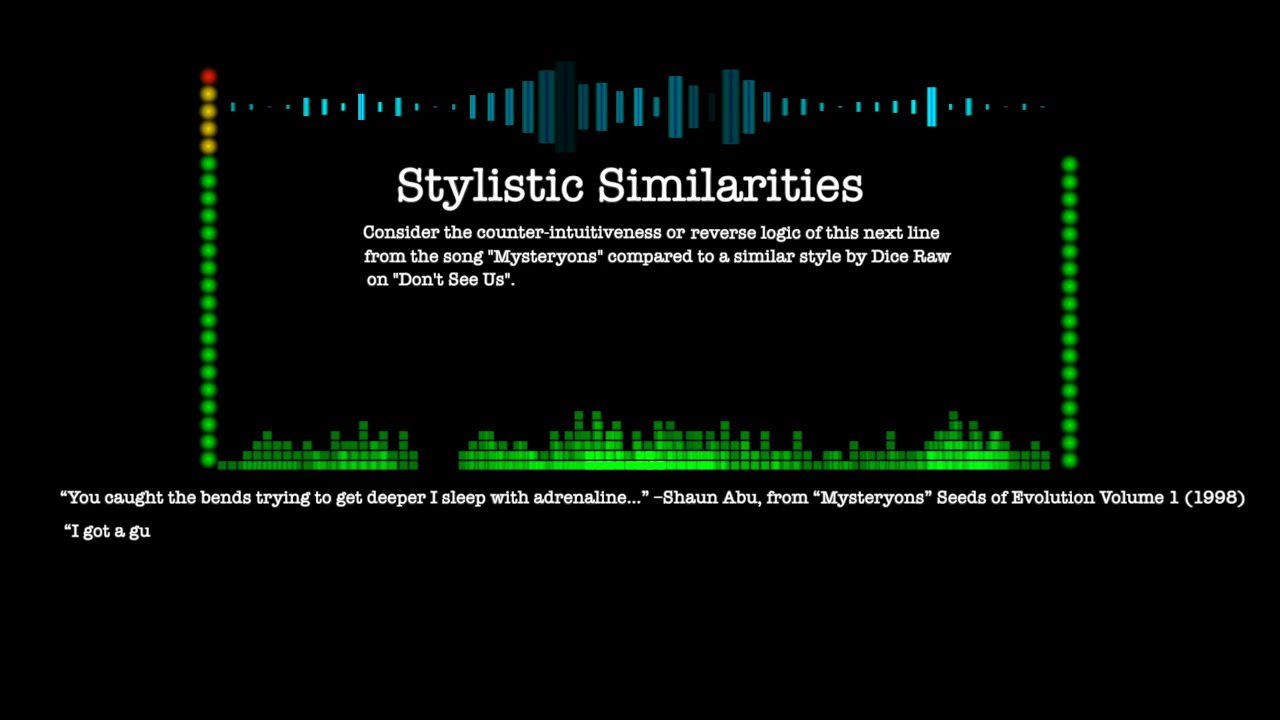 Stylistic Similarities
Consider the counter-intuitiveness or reverse logic of this next line
from the song "Mysteryons" compared to a similar style by Dice Raw
on "Don't See Us".
“You caught the bends trying to get deeper I sleep with adrenaline...” –Shaun Abu, from “Mysteryons” Seeds of Evolution Volume 1 (1998)
“I got a gu